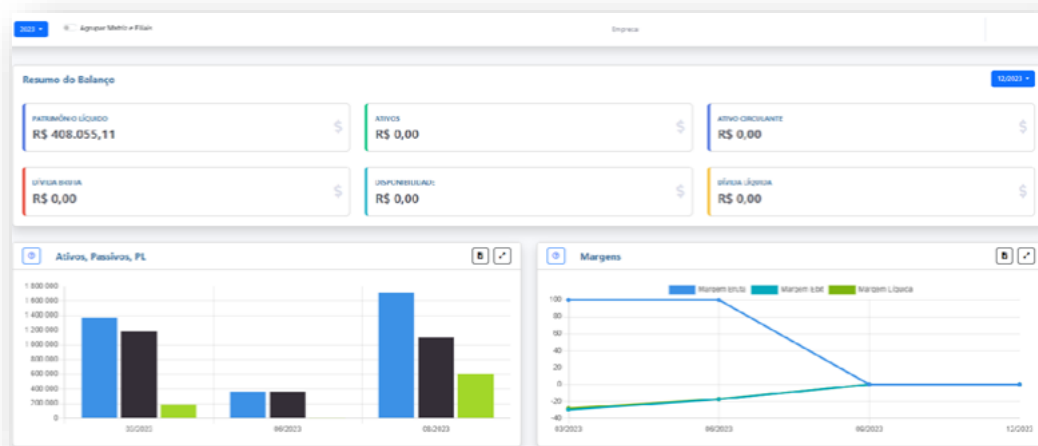 2023
Agrupar Matriz e Filiais
Empresa
Resumo do Balanço
12/2023
PATRIMÔNIO LÍQUIDO
R$ 408.055,11
ATIVOS
R$ 0,00
ATIVO CIRCULANTE
R$ 0,00
DÍVIDA BRUTA
R$ 0,00
DISPONIBILIDADE
R$ 0,00
DÍVIDA LÍQUIDA
R$ 0,00
Ativos, Passivos, PL
1 800 000
1 600 000
1 400 000
1 200 000
1 000 000
800 000
600 000
400 000
200 000
0
03/2023
06/2023
09/2023
Margens
Margem Bruta
Margem Ebit
Margem Líquida
100
80
60
40
20
0
-20
-40
03/2023
06/2023
09/2023
12/2023